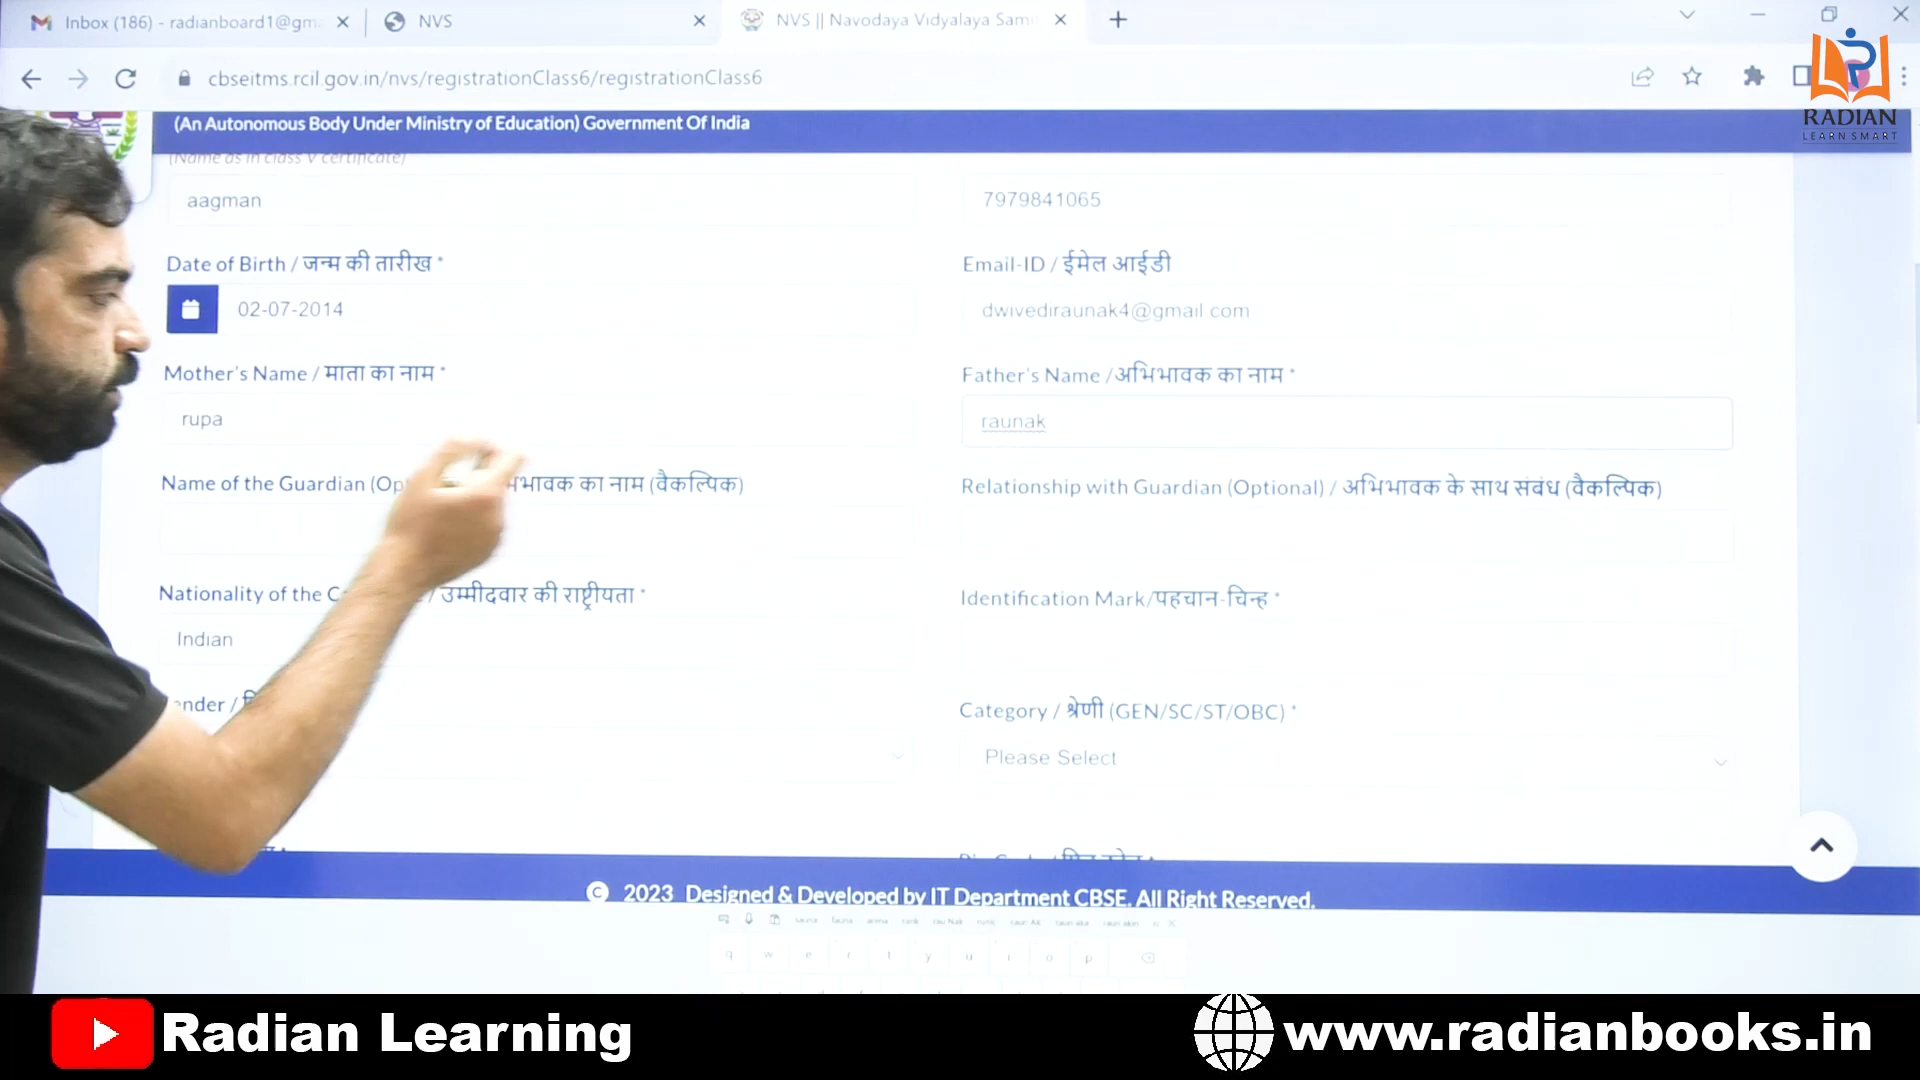 Inbox (186) - radianboard1@gm
NVS
NVS || Navodaya Vidyalaya Sami
cbseitms.rcil.gov.in/nvs/registrationClass6/registrationClass6
RADIAN
LEARN SMART
(An Autonomous Body Under Ministry of Education) Government Of India
(Name as in class V certificate)
aagman
7979841065
Date of Birth / जन्म की तारीख *
Email-ID / ईमेल आईडी
02-07-2014
dwivediraunak4@gmail.com
Mother's Name / माता का नाम *
Father's Name /अभिभावक का नाम *
rupa
raunak
Name of the Guardian (Op
का नाम (वैकल्पिक)
Relationship with Guardian (Optional) / अभिभावक के साथ संबंध (वैकल्पिक)
Nationality of the C
/ उम्मीदवार की राष्ट्रीयता *
Identification Mark/पहचान-चिन्ह *
Indian
ender /
Category / श्रेणी (GEN/SC/ST/OBC) *
Please Select
© 2023 Designed & Developed by IT Department CBSE. All Right Reserved.
q w e r t y u i o p
Radian Learning
www.radianbooks.in